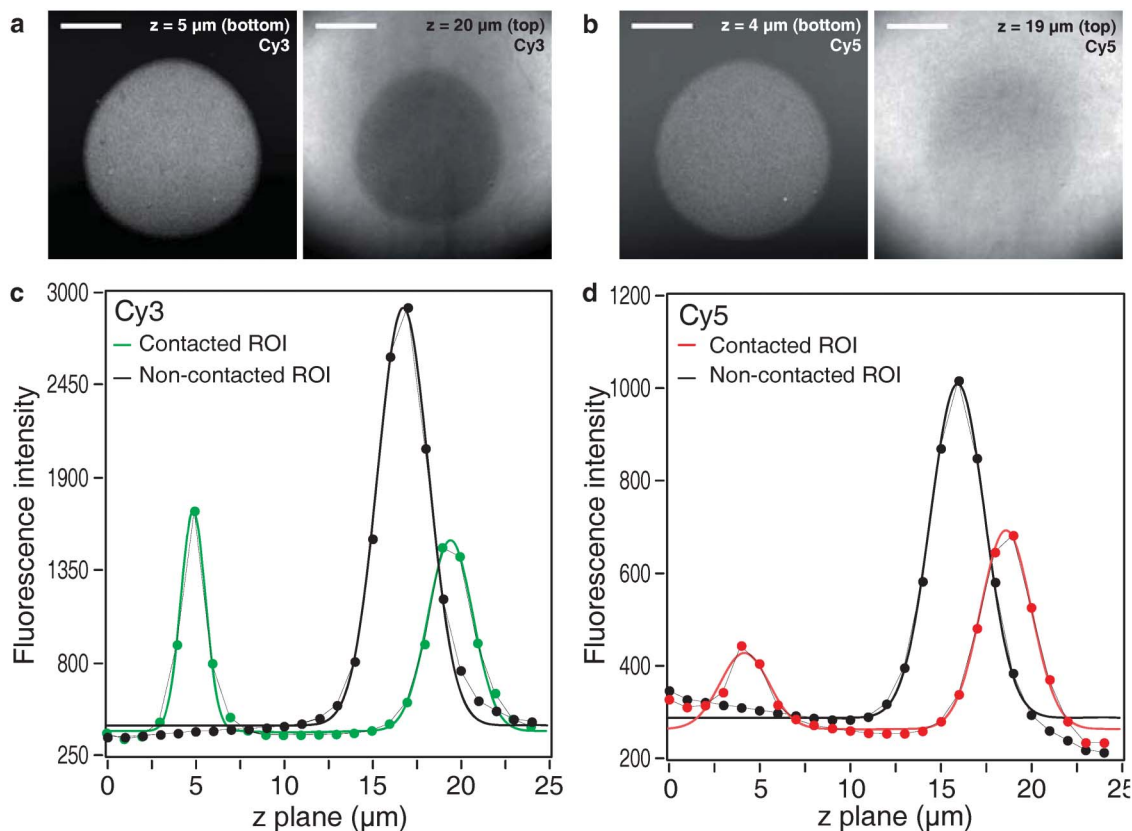 a
z = 5 μm (bottom)
Cy3
z = 20 μm (top)
Cy3
b
z = 4 μm (bottom)
Cy5
z = 19 μm (top)
Cy5
c
Cy3
Contacted ROI
Non-contacted ROI
Fluorescence intensity
3000
2450
1900
1350
800
250
0
5
10
15
20
25
z plane (μm)
d
Cy5
Contacted ROI
Non-contacted ROI
Fluorescence intensity
1200
1000
800
600
400
200
0
5
10
15
20
25
z plane (μm)